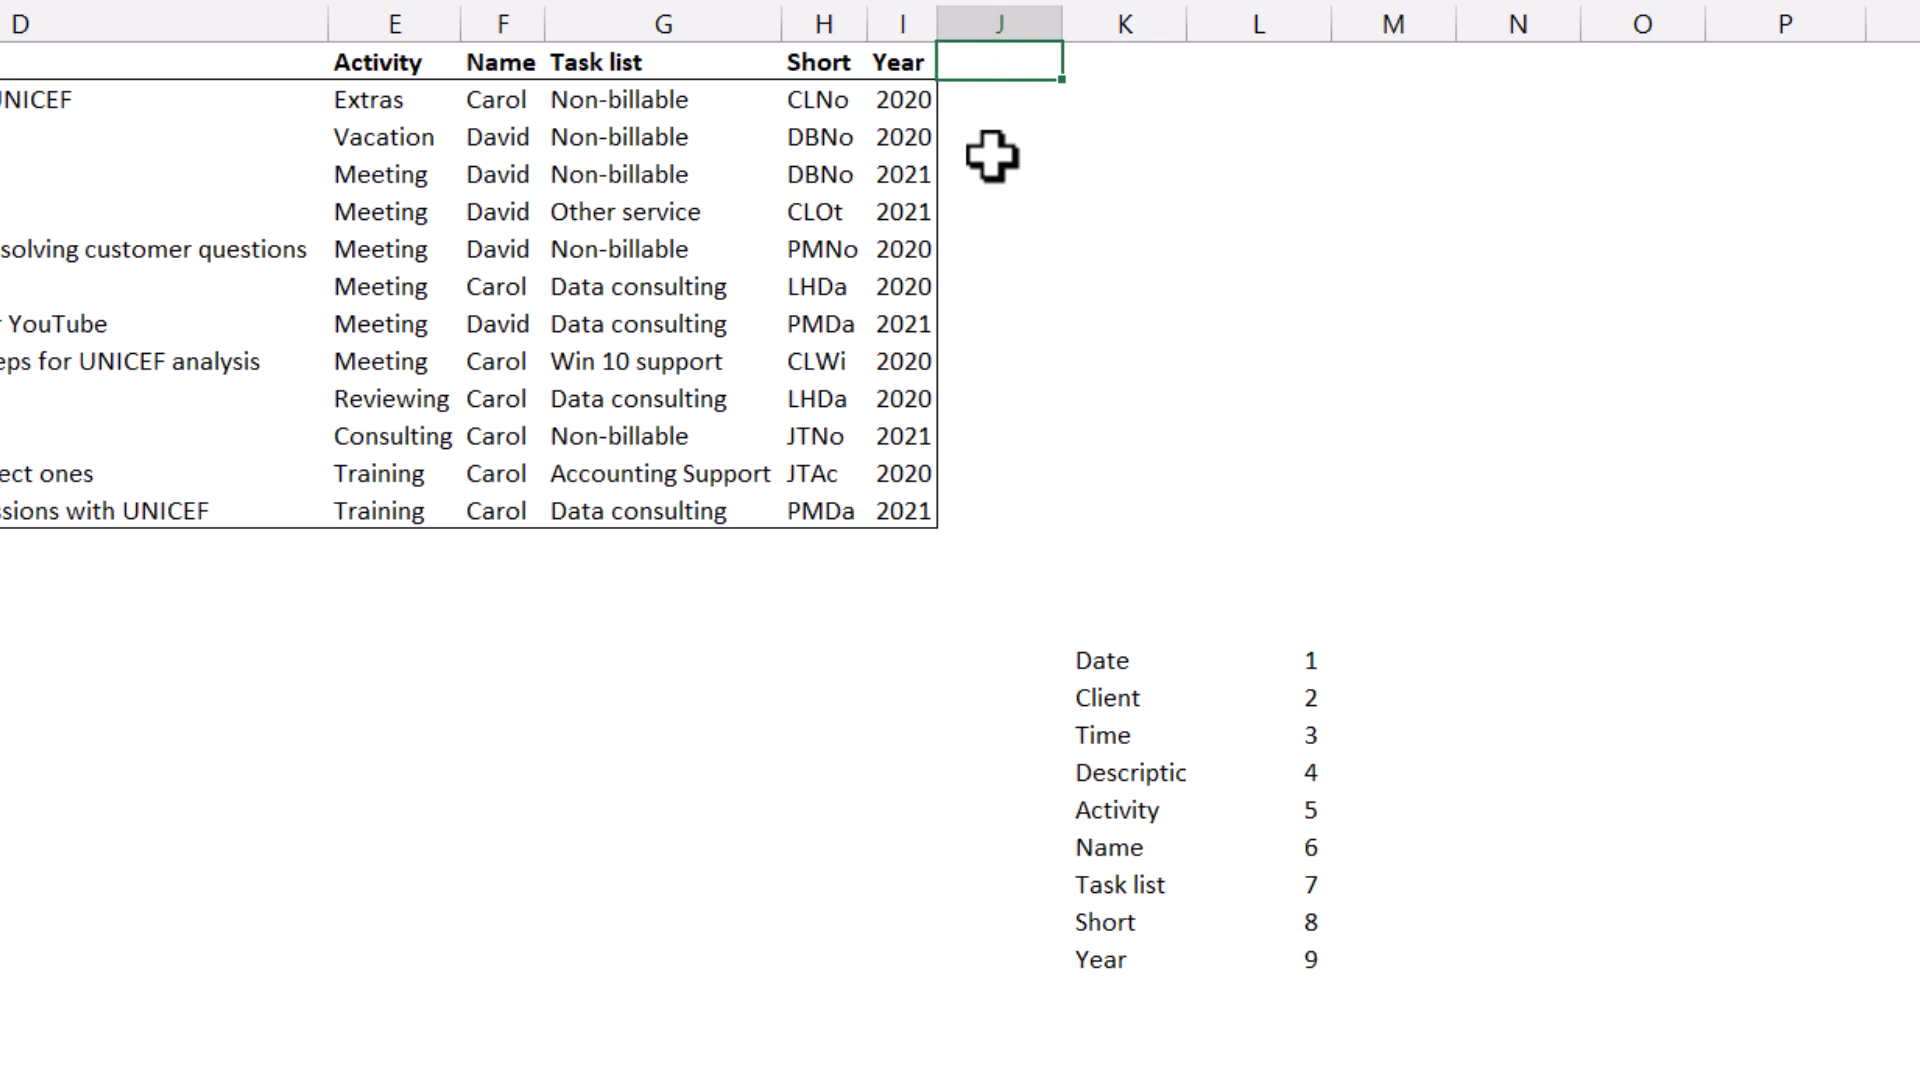 D E F G H I J K L M N O P
Activity Name Task list Short Year
UNICEF Extras Carol Non-billable CLNo 2020
Vacation David Non-billable DBNo 2020
Meeting David Non-billable DBNo 2021
Meeting David Other service CLOt 2021
solving customer questions Meeting David Non-billable PMNo 2020
Meeting Carol Data consulting LHDa 2020
YouTube Meeting David Data consulting PMDa 2021
eps for UNICEF analysis Meeting Carol Win 10 support CLWi 2020
Reviewing Carol Data consulting LHDa 2020
Consulting Carol Non-billable JTNo 2021
ect ones Training Carol Accounting Support JTAc 2020
ssions with UNICEF Training Carol Data consulting PMDa 2021
Date 1
Client 2
Time 3
Descriptic 4
Activity 5
Name 6
Task list 7
Short 8
Year 9